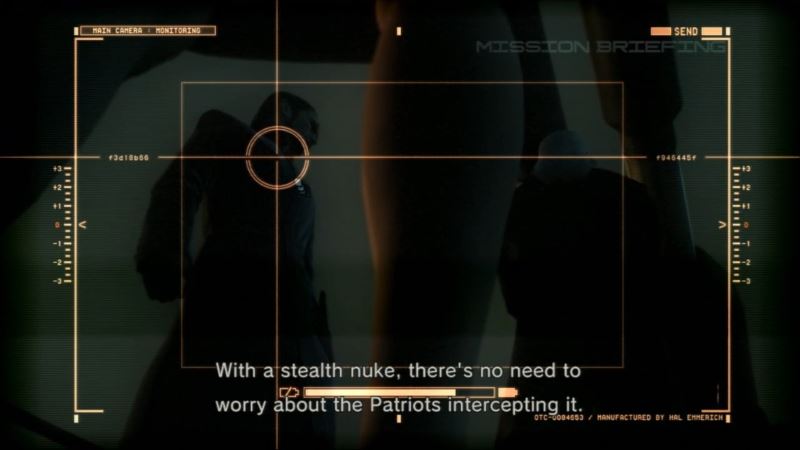 MAIN CAMERA : MONITORING
SEND
MISSION BRIEFING
f3d18b66
f946445f
+3
+2
+1
0
-1
-2
-3
+3
+2
+1
0
-1
-2
-3
With a stealth nuke, there's no need to
worry about the Patriots intercepting it.
OTC-0094653 / MANUFACTURED BY HAL EMMERICH